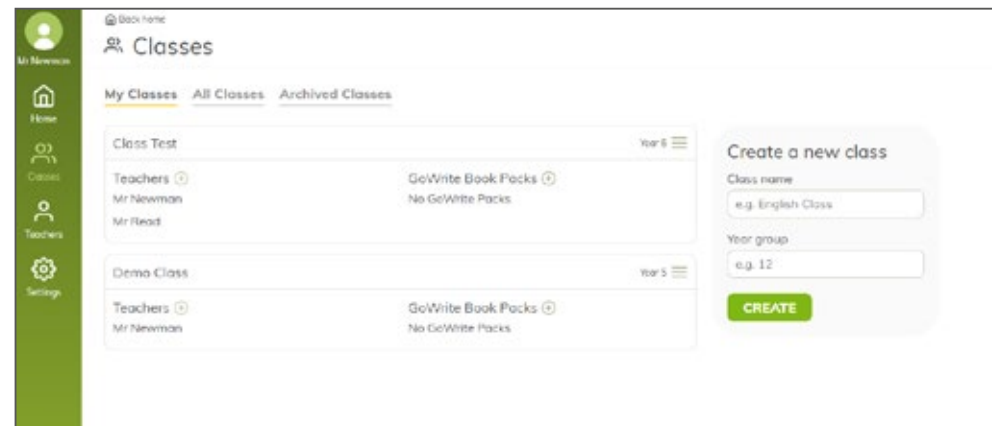 Back home
Classes
Mr Newman
Home
Classes
Teachers
Settings
My Classes All Classes Archived Classes
Class Test Year 6
Teachers GoWrite Book Packs
Mr Newman No GoWrite Packs
Mr Read
Demo Class Year 5
Teachers GoWrite Book Packs
Mr Newman No GoWrite Packs
Create a new class
Class name
e.g. English Class
Year group
e.g. 12
CREATE